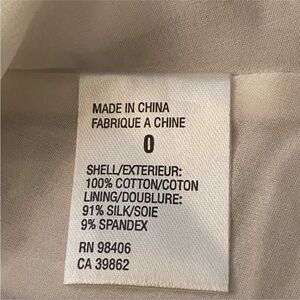 MADE IN CHINA
FABRIQUE A CHINE
0
SHELL/EXTERIEUR:
100% COTTON/COTON
LINING/DOUBLURE:
91% SILK/SOIE
9% SPANDEX
RN 98406
CA 39862